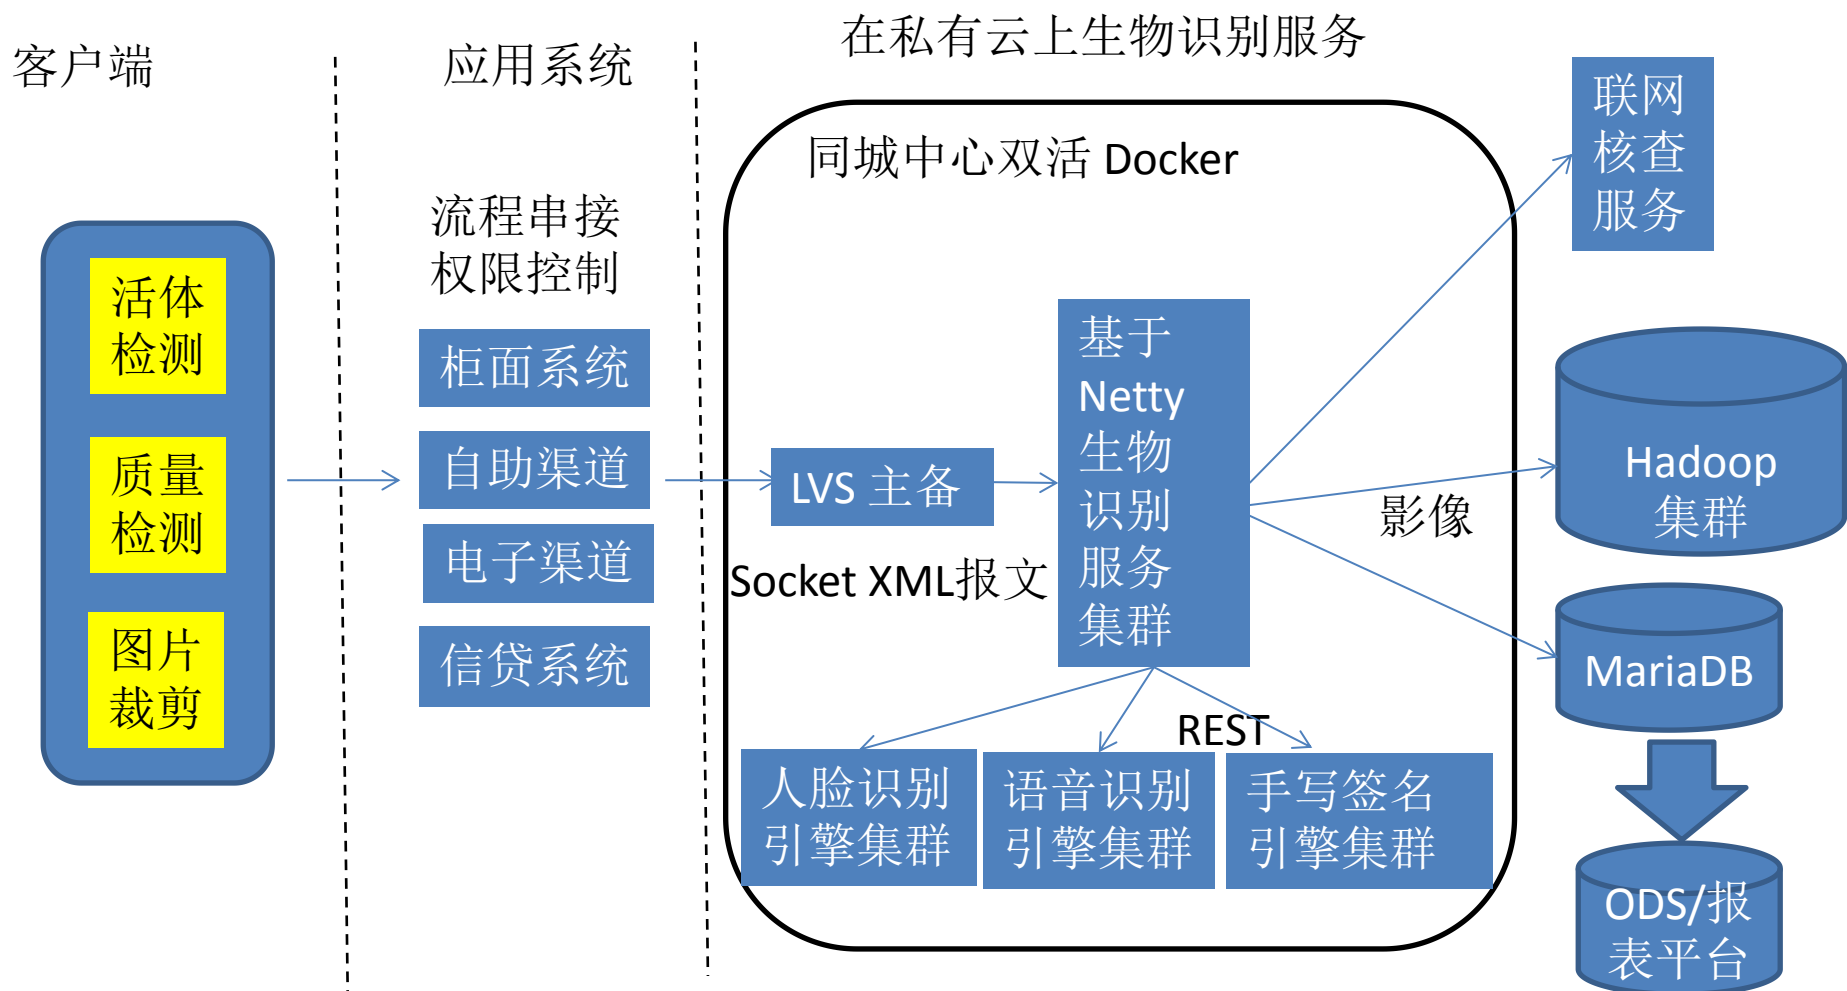 客户端
应用系统
在私有云上生物识别服务
活体
检测
质量
检测
图片
裁剪
流程串接
权限控制
柜面系统
自助渠道
电子渠道
信贷系统
同城中心双活 Docker
LVS 主备
Socket XML报文
基于
Netty
生物
识别
服务
集群
REST
人脸识别
引擎集群
语音识别
引擎集群
手写签名
引擎集群
联网
核查
服务
影像
Hadoop
集群
MariaDB
ODS/报
表平台